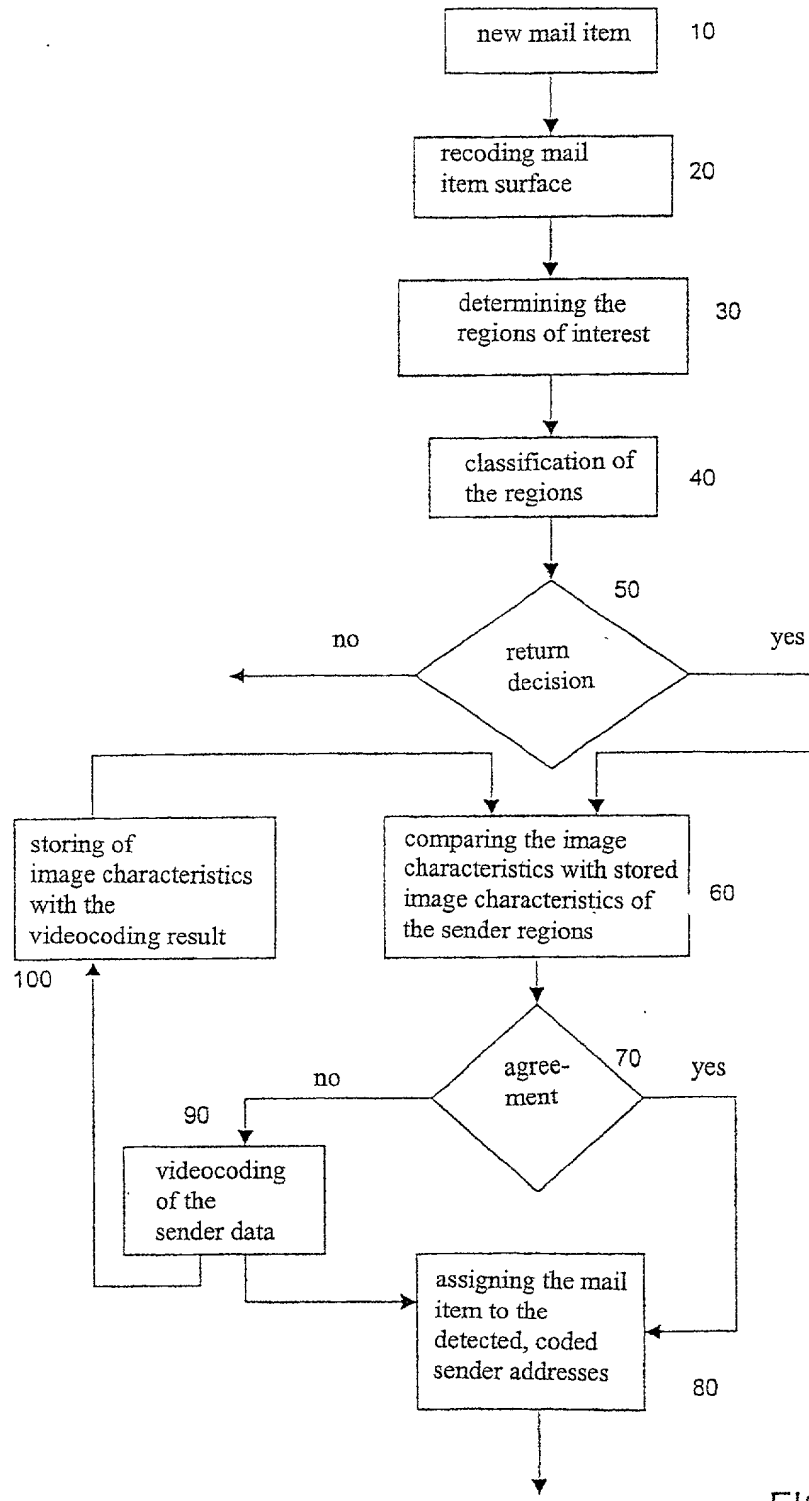 new mail item
10
recoding mail
item surface
20
determining the
regions of interest
30
classification of
the regions
40
50
no
return
decision
yes
storing of
image characteristics
with the
videocoding result
100
comparing the image
characteristics with stored
image characteristics of
the sender regions
60
agree-
ment
70
no
yes
90
videocoding
of the
sender data
assigning the mail
item to the
detected, coded
sender addresses
80